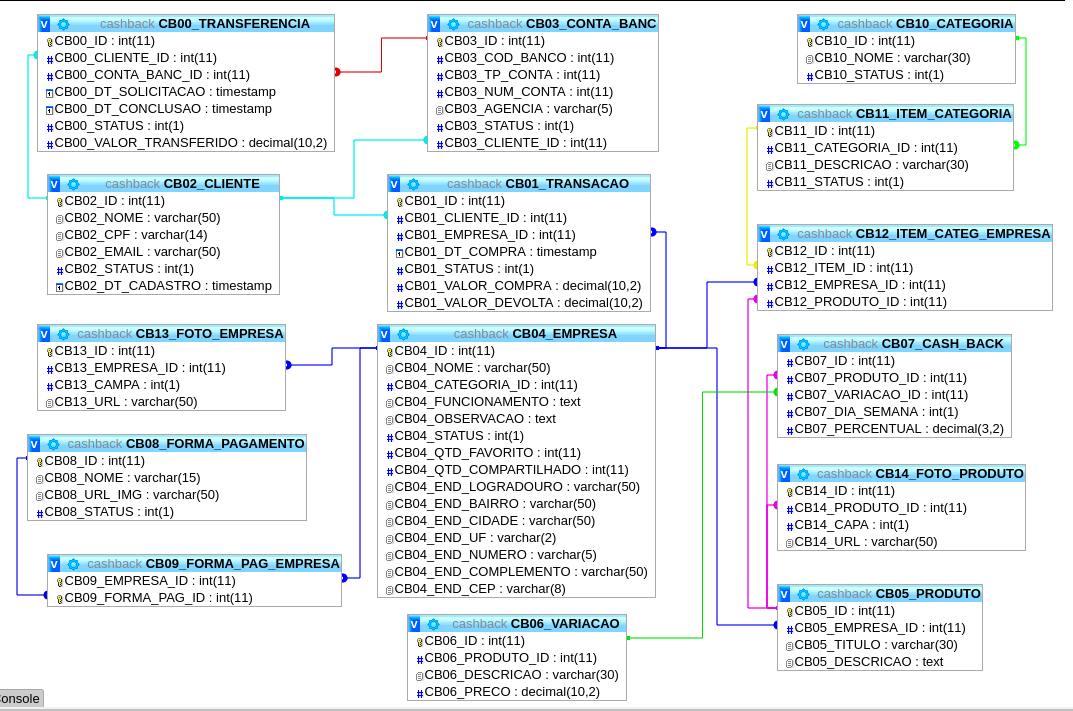 cashback CB00_TRANSFERENCIA
CB00_ID : int(11)
CB00_CLIENTE_ID : int(11)
CB00_CONTA_BANC_ID : int(11)
CB00_DT_SOLICITACAO : timestamp
CB00_DT_CONCLUSAO : timestamp
CB00_STATUS : int(1)
CB00_VALOR_TRANSFERIDO : decimal(10,2)
cashback CB03_CONTA_BANC
CB03_ID : int(11)
CB03_COD_BANCO : int(11)
CB03_TP_CONTA : int(11)
CB03_NUM_CONTA : int(11)
CB03_AGENCIA : varchar(5)
CB03_STATUS : int(1)
CB03_CLIENTE_ID : int(11)
cashback CB10_CATEGORIA
CB10_ID : int(11)
CB10_NOME : varchar(30)
CB10_STATUS : int(1)
cashback CB11_ITEM_CATEGORIA
CB11_ID : int(11)
CB11_CATEGORIA_ID : int(11)
CB11_DESCRICAO : varchar(30)
CB11_STATUS : int(1)
cashback CB02_CLIENTE
CB02_ID : int(11)
CB02_NOME : varchar(50)
CB02_CPF : varchar(14)
CB02_EMAIL : varchar(50)
CB02_STATUS : int(1)
CB02_DT_CADASTRO : timestamp
cashback CB01_TRANSACAO
CB01_ID : int(11)
CB01_CLIENTE_ID : int(11)
CB01_EMPRESA_ID : int(11)
CB01_DT_COMPRA : timestamp
CB01_STATUS : int(1)
CB01_VALOR_COMPRA : decimal(10,2)
CB01_VALOR_DEVOLTA : decimal(10,2)
cashback CB12_ITEM_CATEG_EMPRESA
CB12_ID : int(11)
CB12_ITEM_ID : int(11)
CB12_EMPRESA_ID : int(11)
CB12_PRODUTO_ID : int(11)
cashback CB13_FOTO_EMPRESA
CB13_ID : int(11)
CB13_EMPRESA_ID : int(11)
CB13_CAMPA : int(1)
CB13_URL : varchar(50)
cashback CB04_EMPRESA
CB04_ID : int(11)
CB04_NOME : varchar(50)
CB04_CATEGORIA_ID : int(11)
CB04_FUNCIONAMENTO : text
CB04_OBSERVACAO : text
CB04_STATUS : int(1)
CB04_QTD_FAVORITO : int(11)
CB04_QTD_COMPARTILHADO : int(11)
CB04_END_LOGRADOURO : varchar(50)
CB04_END_BAIRRO : varchar(50)
CB04_END_CIDADE : varchar(50)
CB04_END_UF : varchar(2)
CB04_END_NUMERO : varchar(5)
CB04_END_COMPLEMENTO : varchar(50)
CB04_END_CEP : varchar(8)
cashback CB07_CASH_BACK
CB07_ID : int(11)
CB07_PRODUTO_ID : int(11)
CB07_VARIACAO_ID : int(11)
CB07_DIA_SEMANA : int(1)
CB07_PERCENTUAL : decimal(3,2)
cashback CB08_FORMA_PAGAMENTO
CB08_ID : int(11)
CB08_NOME : varchar(15)
CB08_URL_IMG : varchar(50)
CB08_STATUS : int(1)
cashback CB14_FOTO_PRODUTO
CB14_ID : int(11)
CB14_PRODUTO_ID : int(11)
CB14_CAPA : int(1)
CB14_URL : varchar(50)
cashback CB09_FORMA_PAG_EMPRESA
CB09_EMPRESA_ID : int(11)
CB09_FORMA_PAG_ID : int(11)
cashback CB05_PRODUTO
CB05_ID : int(11)
CB05_EMPRESA_ID : int(11)
CB05_TITULO : varchar(30)
CB05_DESCRICAO : text
cashback CB06_VARIACAO
CB06_ID : int(11)
CB06_PRODUTO_ID : int(11)
CB06_DESCRICAO : varchar(30)
CB06_PRECO : decimal(10,2)
onsole